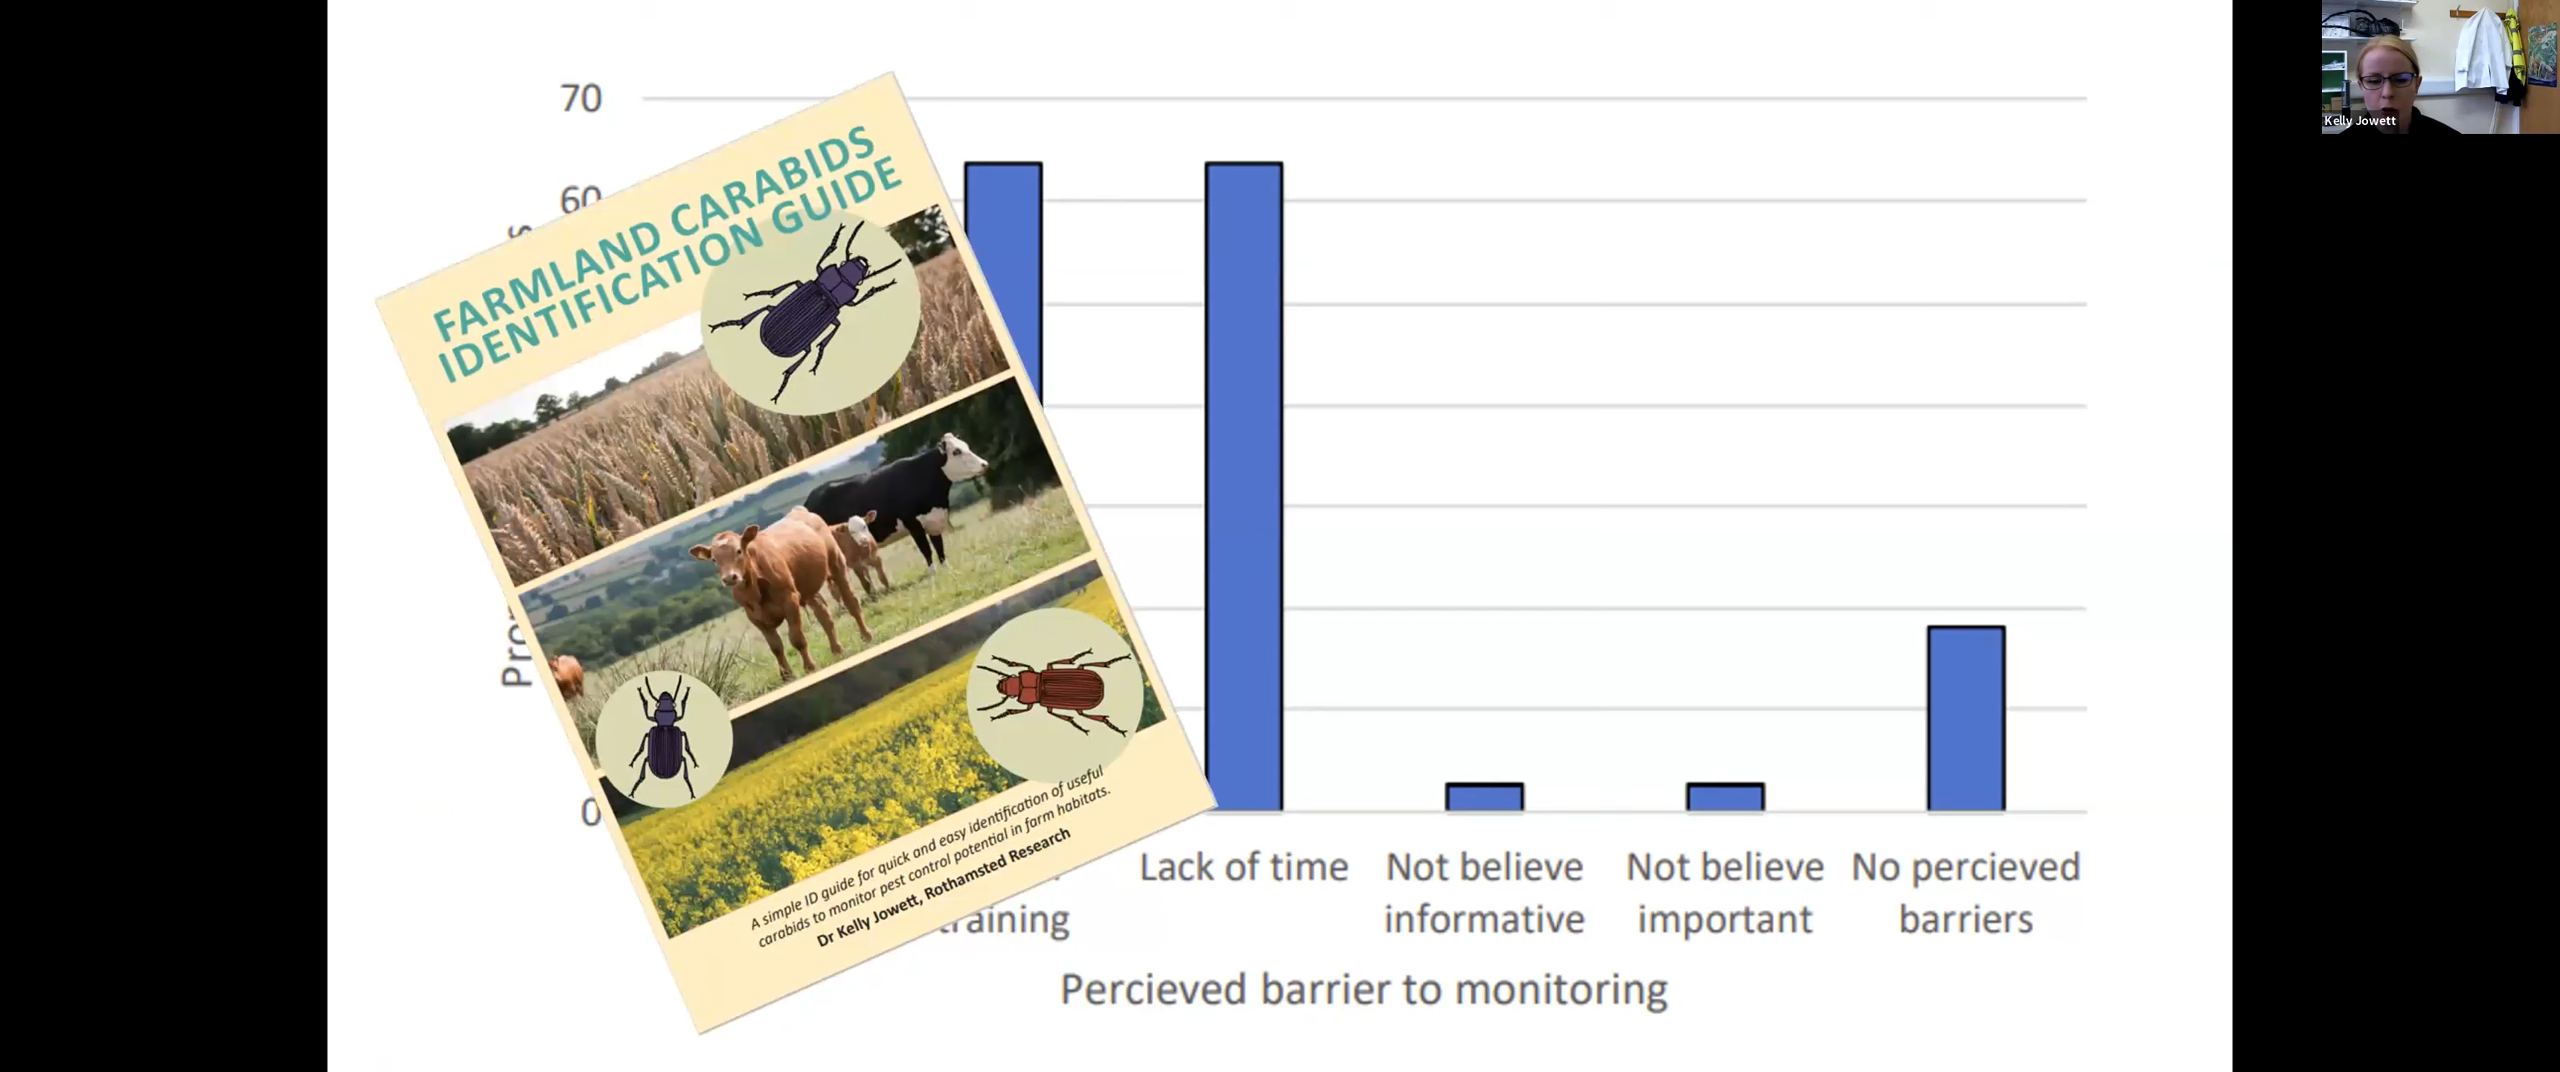 70
60
0
FARMLAND CARABIDS
IDENTIFICATION GUIDE
A simple ID guide for quick and easy identification of useful
carabids to monitor pest control potential in farm habitats.
Dr Kelly Jowett, Rothamsted Research
Lack of time
Not believe
informative
Not believe
important
No percieved
barriers
Percieved barrier to monitoring
Kelly Jowett